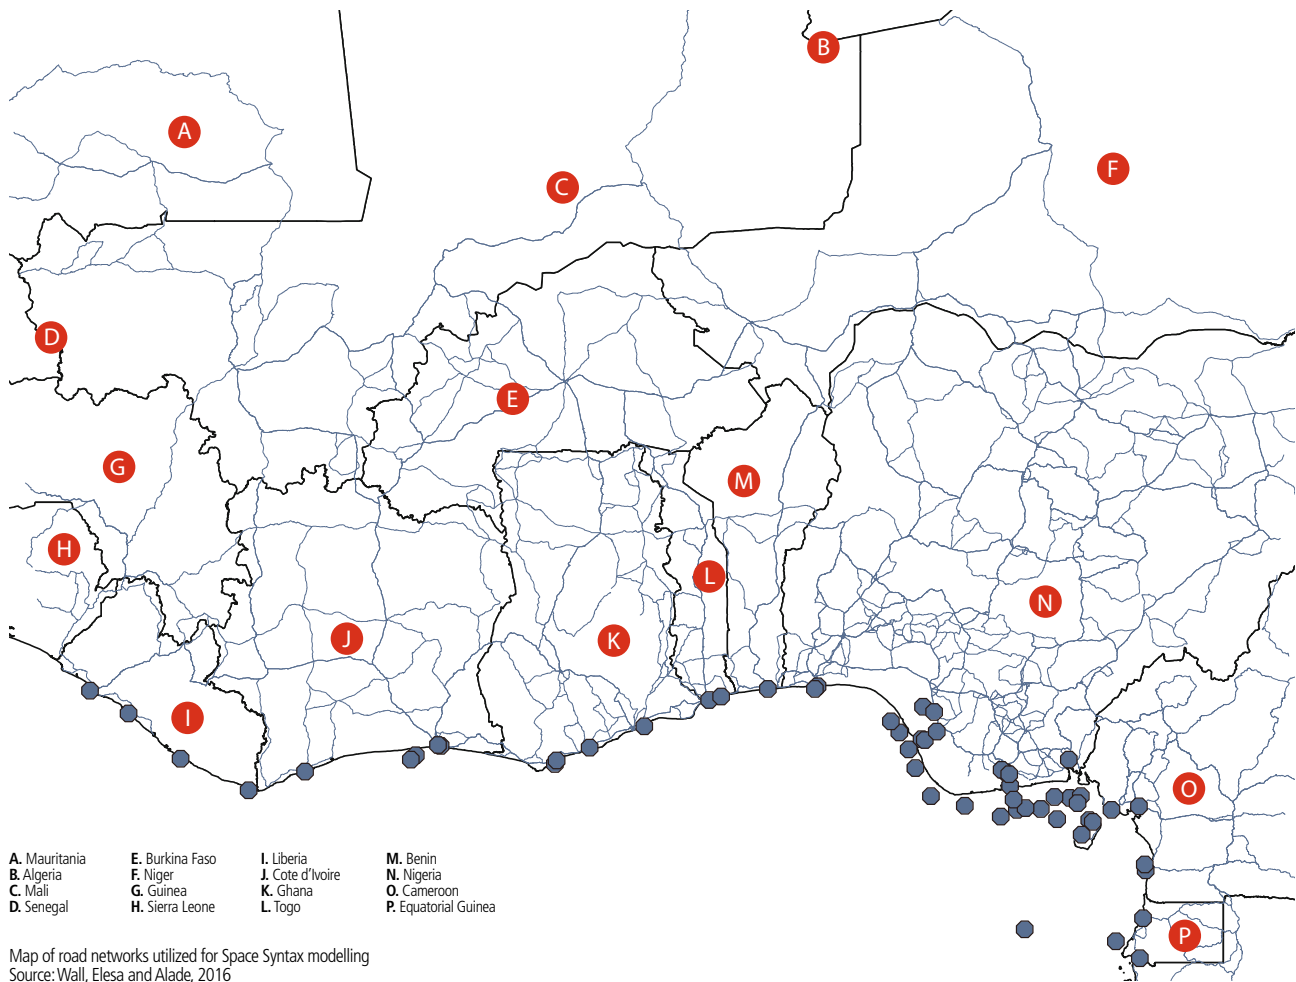 B
A
F
C
D
E
G
M
H
L
N
J
K
I
O
P
A. Mauritania
B. Algeria
C. Mali
D. Senegal
E. Burkina Faso
F. Niger
G. Guinea
H. Sierra Leone
I. Liberia
J. Cote d'Ivoire
K. Ghana
L. Togo
M. Benin
N. Nigeria
O. Cameroon
P. Equatorial Guinea
Map of road networks utilized for Space Syntax modelling
Source: Wall, Elesa and Alade, 2016